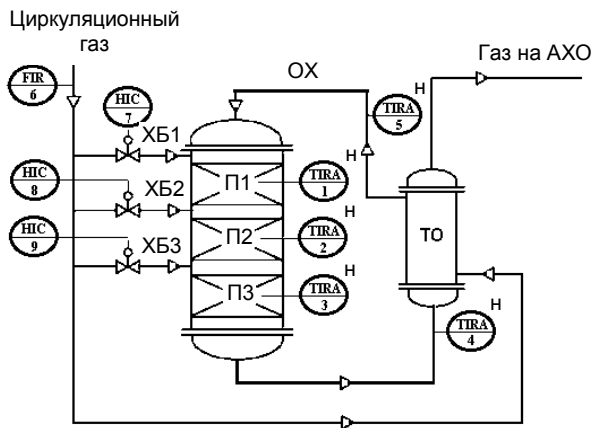 Циркуляционный
газ
Газ на АХО
ОХ
FIR
6
HIC
7
ХБ1
TIRA
5
Н
HIC
8
ХБ2
П1
TIRA
1
Н
HIC
9
ХБ3
П2
TIRA
2
Н
ТО
П3
TIRA
3
Н
TIRA
4
Н